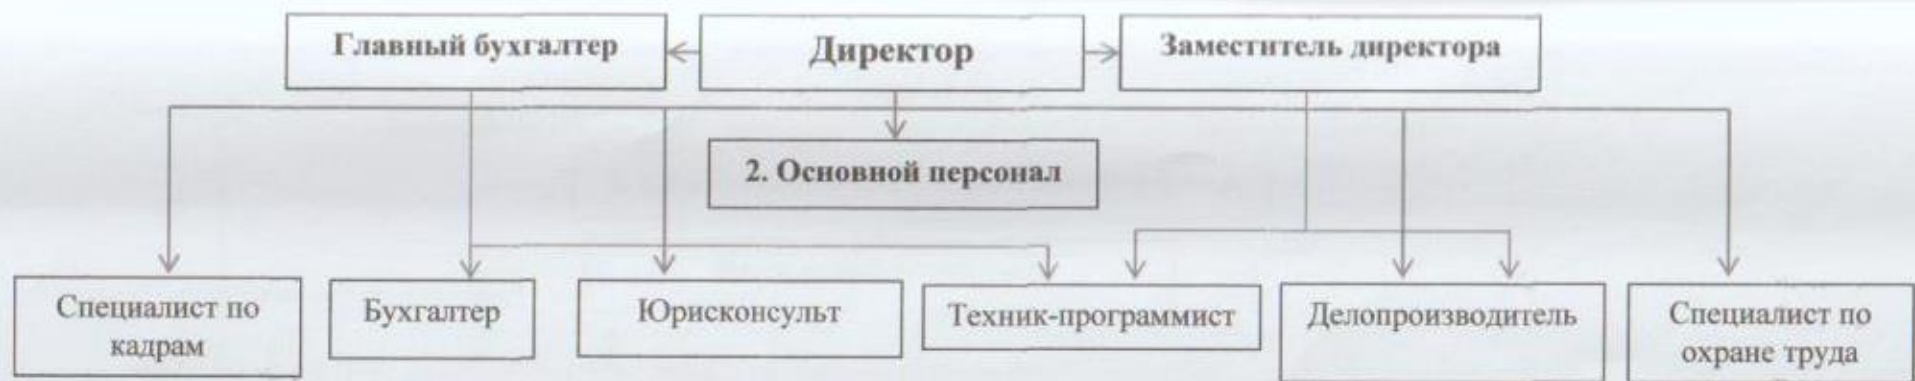 Главный бухгалтер
Директор
Заместитель директора
2. Основной персонал
Специалист по
кадрам
Бухгалтер
Юрисконсульт
Техник-программист
Делопроизводитель
Специалист по
охране труда